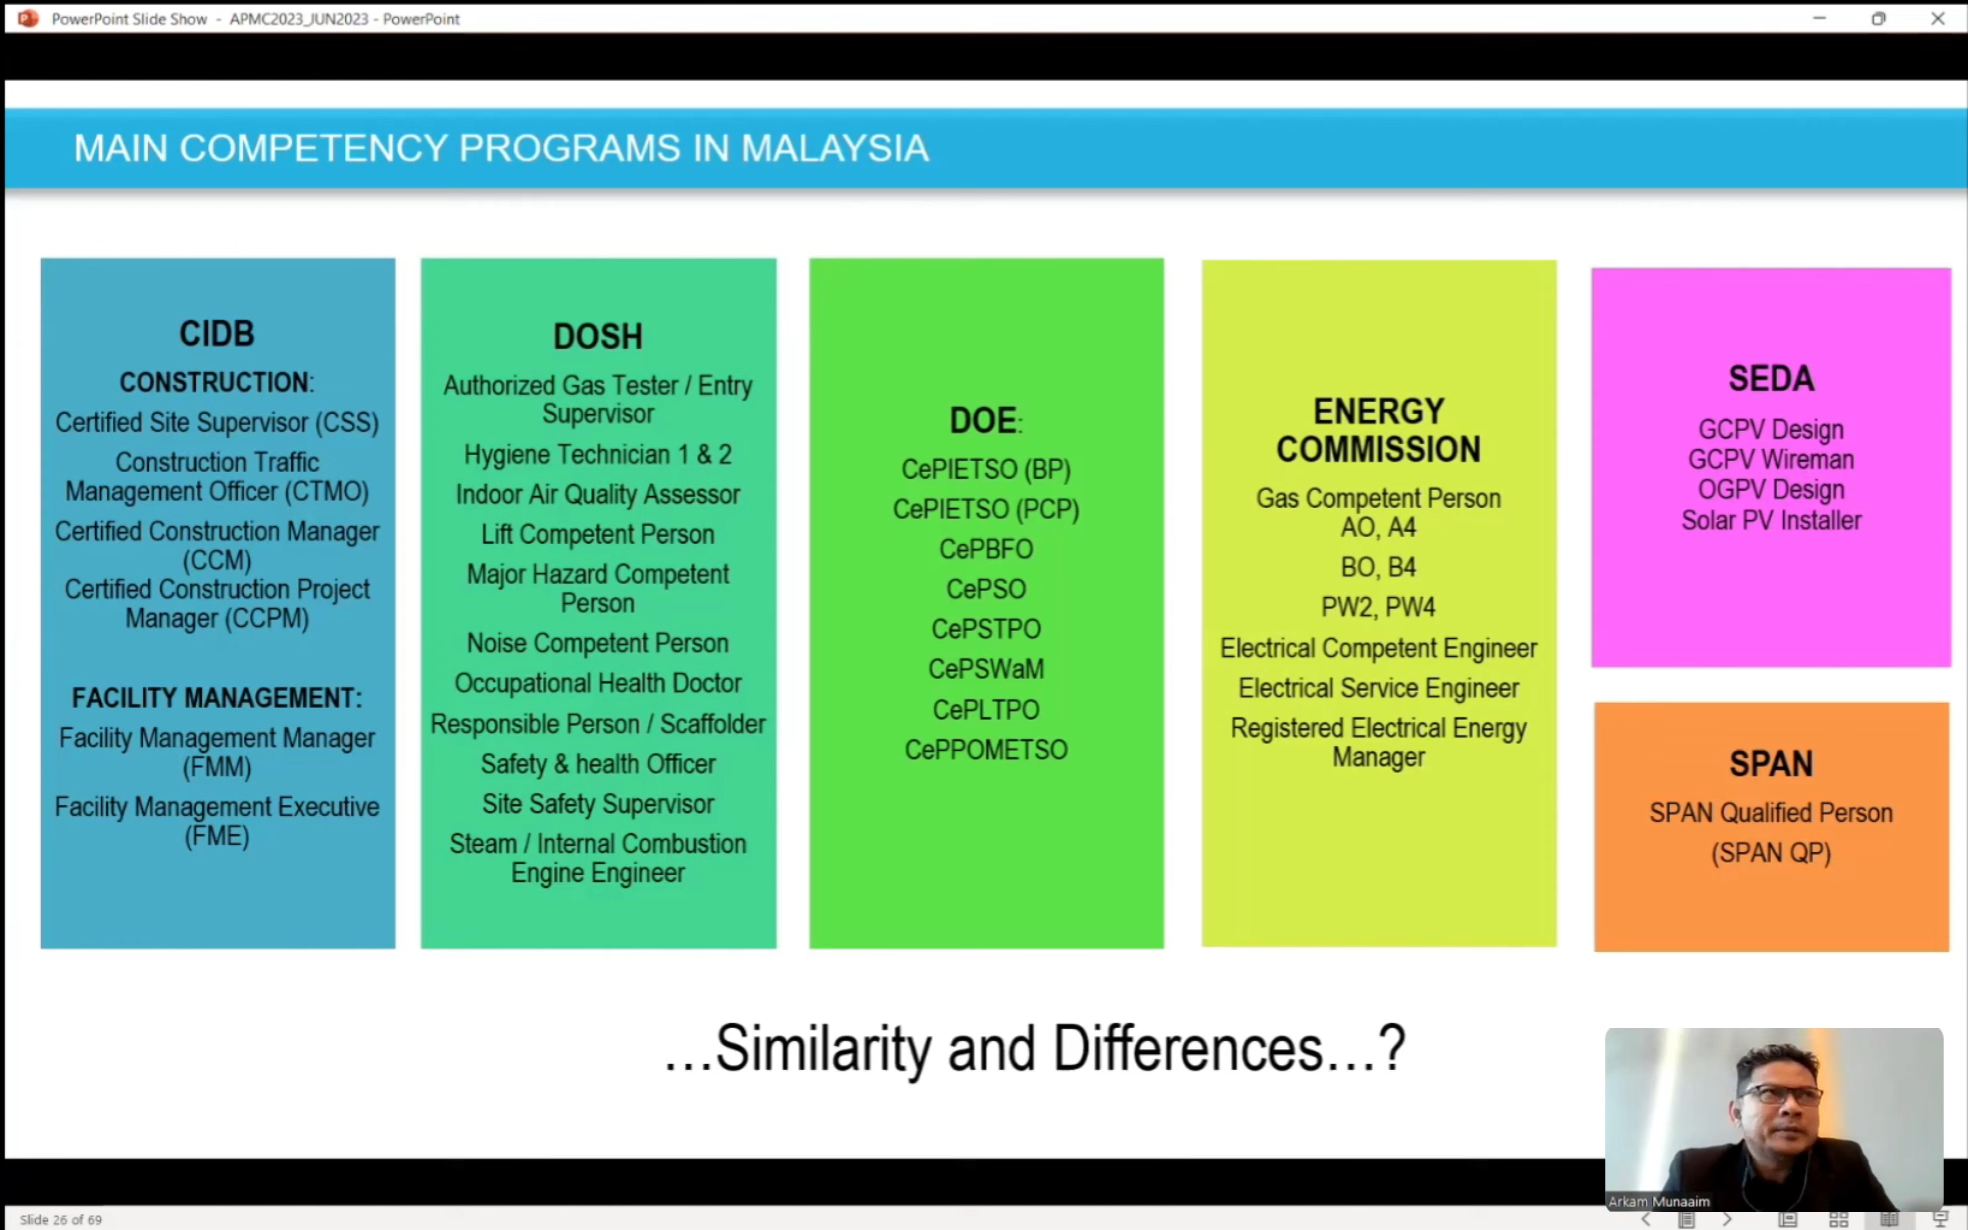 PowerPoint Slide Show - APMC2023_JUN2023 - PowerPoint
MAIN COMPETENCY PROGRAMS IN MALAYSIA
CIDB
CONSTRUCTION:
Certified Site Supervisor (CSS)
Construction Traffic
Management Officer (CTMO)
Certified Construction Manager
(CCM)
Certified Construction Project
Manager (CCPM)
FACILITY MANAGEMENT:
Facility Management Manager
(FMM)
Facility Management Executive
(FME)
DOSH
Authorized Gas Tester / Entry
Supervisor
Hygiene Technician 1 & 2
Indoor Air Quality Assessor
Lift Competent Person
Major Hazard Competent
Person
Noise Competent Person
Occupational Health Doctor
Responsible Person / Scaffolder
Safety & health Officer
Site Safety Supervisor
Steam / Internal Combustion
Engine Engineer
DOE:
CePIETSO (BP)
CePIETSO (PCP)
CePBFO
CePSO
CePSTPO
CePSWaM
CePLTPO
CePPOMETSO
ENERGY
COMMISSION
Gas Competent Person
AO, A4
BO, B4
PW2, PW4
Electrical Competent Engineer
Electrical Service Engineer
Registered Electrical Energy
Manager
SEDA
GCPV Design
GCPV Wireman
OGPV Design
Solar PV Installer
SPAN
SPAN Qualified Person
(SPAN QP)
...Similarity and Differences...?
Arkam Munaaim
Slide 26 of 69